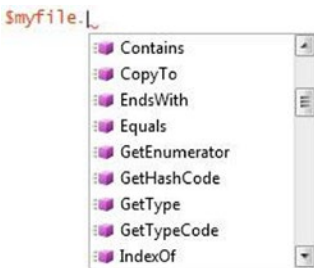 $myfile.
Contains
CopyTo
EndsWith
Equals
GetEnumerator
GetHashCode
GetType
GetTypeCode
IndexOf